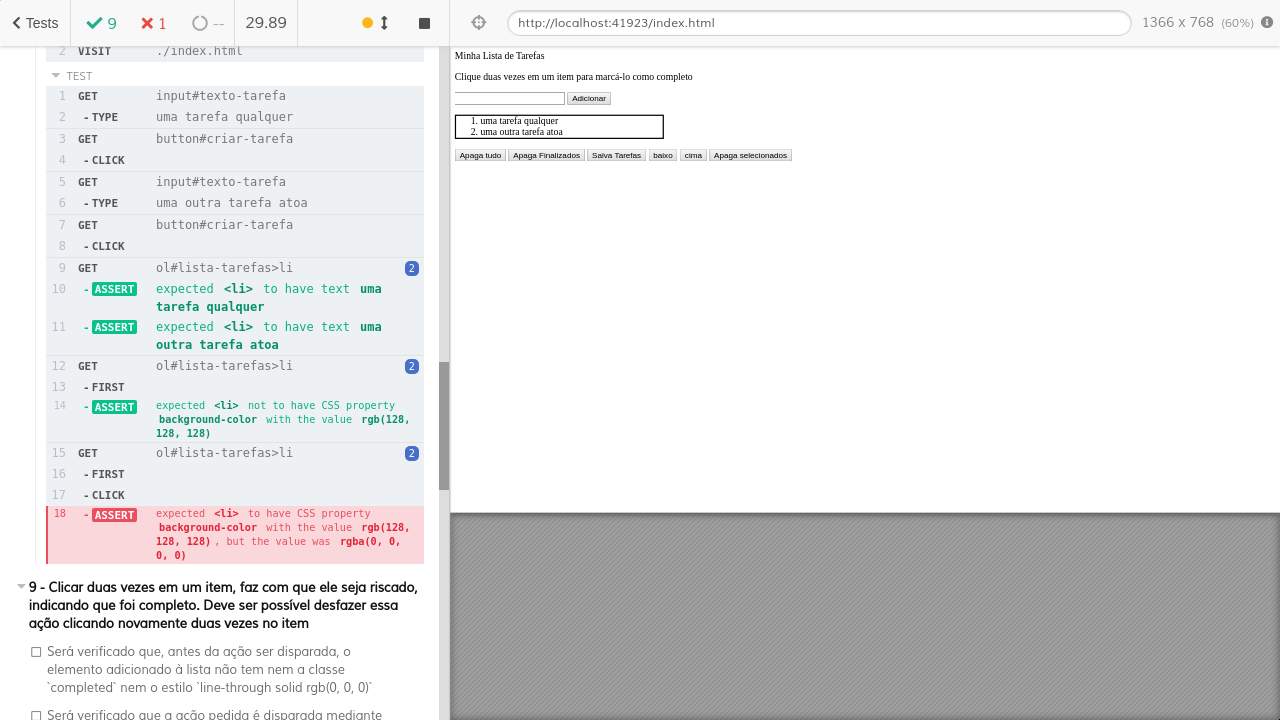 Tests
9
1
--
29.89
http://localhost:41923/index.html
1366 x 768 (60%)
2 VISIT ./index.html
TEST
1 GET input#texto-tarefa
2 -TYPE uma tarefa qualquer
3 GET button#criar-tarefa
4 -CLICK
5 GET input#texto-tarefa
6 -TYPE uma outra tarefa atoa
7 GET button#criar-tarefa
8 -CLICK
9 GET ol#lista-tarefas>li 2
10 -ASSERT expected <li> to have text uma
tarefa qualquer
11 -ASSERT expected <li> to have text uma
outra tarefa atoa
12 GET ol#lista-tarefas>li 2
13 -FIRST
14 -ASSERT expected <li> not to have CSS property
background-color with the value rgb(128,
128, 128)
15 GET ol#lista-tarefas>li 2
16 -FIRST
17 -CLICK
18 -ASSERT expected <li> to have CSS property
background-color with the value rgb(128,
128, 128), but the value was rgba(0, 0,
0, 0)
9 - Clicar duas vezes em um item, faz com que ele seja riscado,
indicando que foi completo. Deve ser possível desfazer essa
ação clicando novamente duas vezes no item
Será verificado que, antes da ação ser disparada, o
elemento adicionado à lista não tem nem a classe
`completed` nem o estilo `line-through solid rgb(0, 0, 0)`
Será verificado que a ação pedida é disparada mediante
Minha Lista de Tarefas
Clique duas vezes em um item para marcá-lo como completo
Adicionar
1. uma tarefa qualquer
2. uma outra tarefa atoa
Apaga tudo Apaga Finalizados Salva Tarefas baixo cima Apaga selecionados